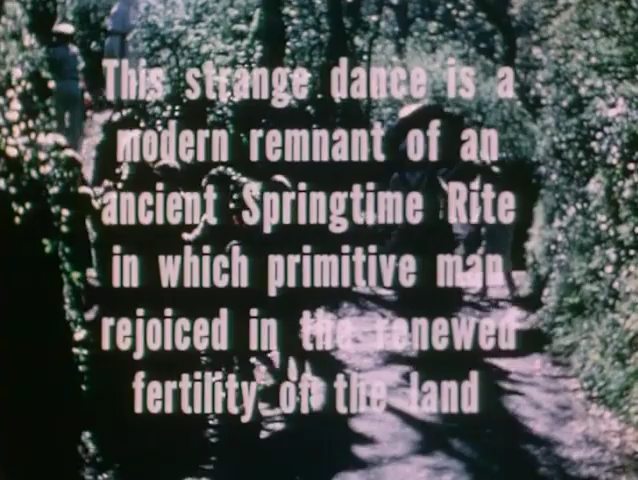 This strange dance is a
modern remnant of an
ancient Springtime Rite
in which primitive man
rejoiced in the renewed
fertility of the land